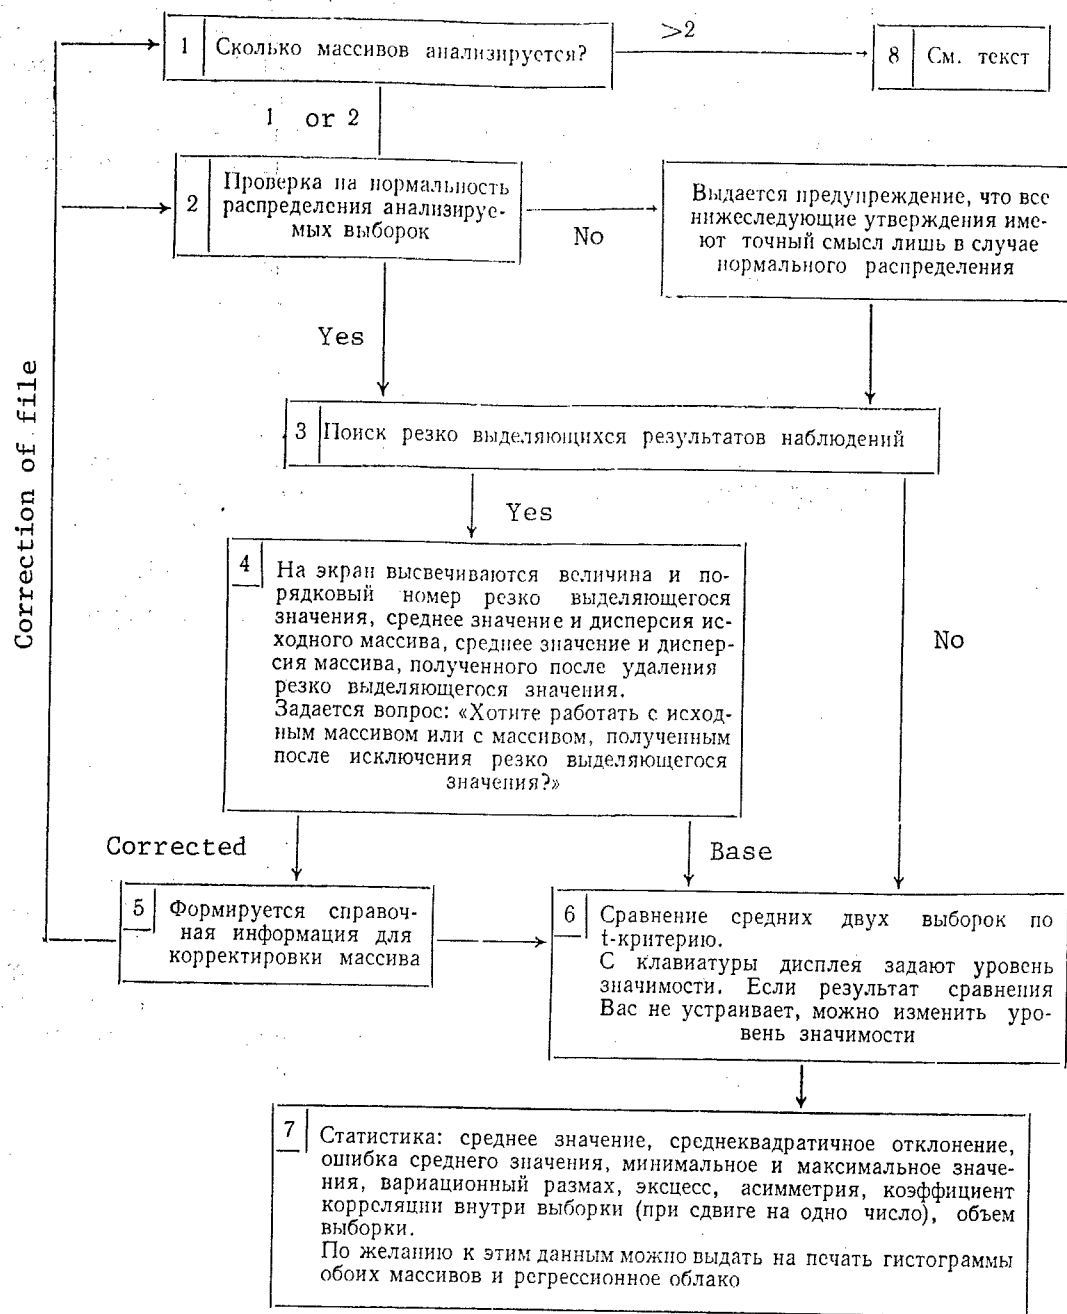 1 Сколько массивов анализируется?
>2
8 См. текст
1 or 2
2
Проверка на нормальность
распределения анализируе-
мых выборок
No
Выдается предупреждение, что все
нижеследующие утверждения име-
ют точный смысл лишь в случае
нормального распределения
Yes
Correction of file
3 Поиск резко выделяющихся результатов наблюдений
Yes
No
4
На экран высвечиваются величина и по-
рядковый номер резко выделяющегося
значения, среднее значение и дисперсия ис-
ходного массива, среднее значение и диспер-
сия массива, полученного после удаления
резко выделяющегося значения.
Задается вопрос: «Хотите работать с исход-
ным массивом или с массивом, полученным
после исключения резко выделяющегося
значения?»
Corrected
Base
5
Формируется справоч-
ная информация для
корректировки массива
6
Сравнение средних двух выборок по
t-критерию.
С клавиатуры дисплея задают уровень
значимости. Если результат сравнения
Вас не устраивает, можно изменить уро-
вень значимости
7
Статистика: среднее значение, среднеквадратичное отклонение,
ошибка среднего значения, минимальное и максимальное значе-
ния, вариационный размах, эксцесс, асимметрия, коэффициент
корреляции внутри выборки (при сдвиге на одно число), объем
выборки.
По желанию к этим данным можно выдать на печать гистограммы
обоих массивов и регрессионное облако